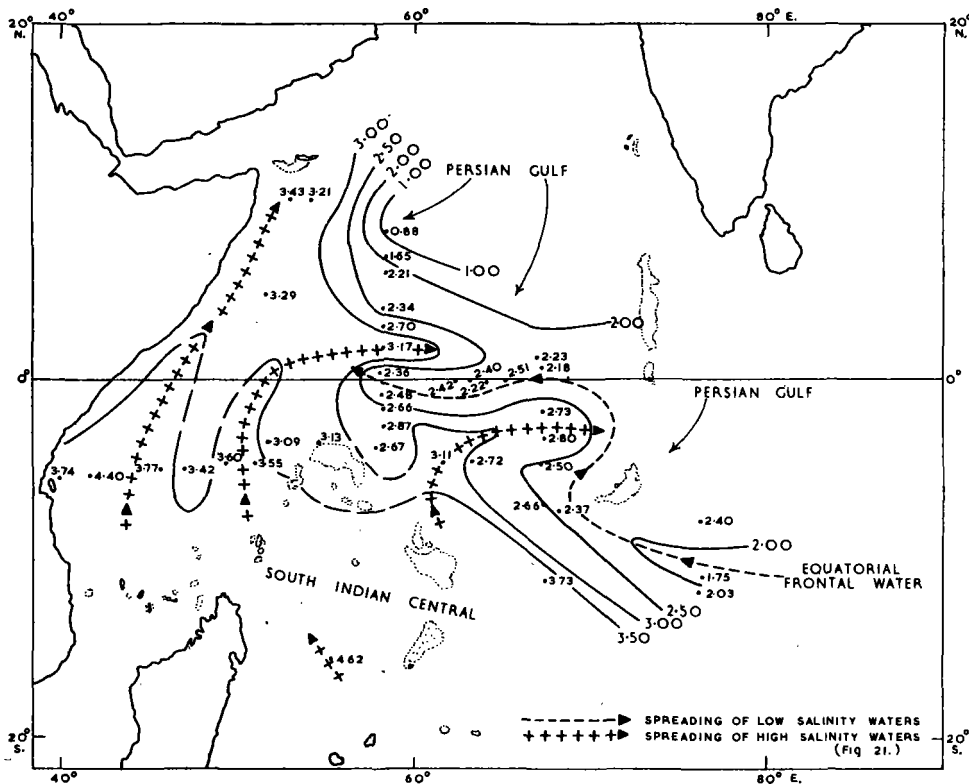 20° 40° 60° 80° E. 20°
N. N.
3·00
2·50
2·00
1·00
PERSIAN GULF
3·43 3·21
0·88
1·65
1·00
2·21
3·29
2·34
2·00
2·70
3·17
2·23
0° 2·36 2·40 2·51 2·18 0°
2·48 2·42 2·22
2·66 2·73
PERSIAN GULF
2·87
3·09 3·13 2·67 2·80
3·74 4·40 3·77 3·42 3·60 3·55 3·11 2·72 2·50
2·66 2·37
2·40
2·00
EQUATORIAL
FRONTAL WATER
1·75
2·03
3·73
SOUTH INDIAN CENTRAL
2·50
3·00
3·50
4·62
SPREADING OF LOW SALINITY WATERS
SPREADING OF HIGH SALINITY WATERS
(Fig 21.)
20° 20°
S. S.
40° 60° 80° E.